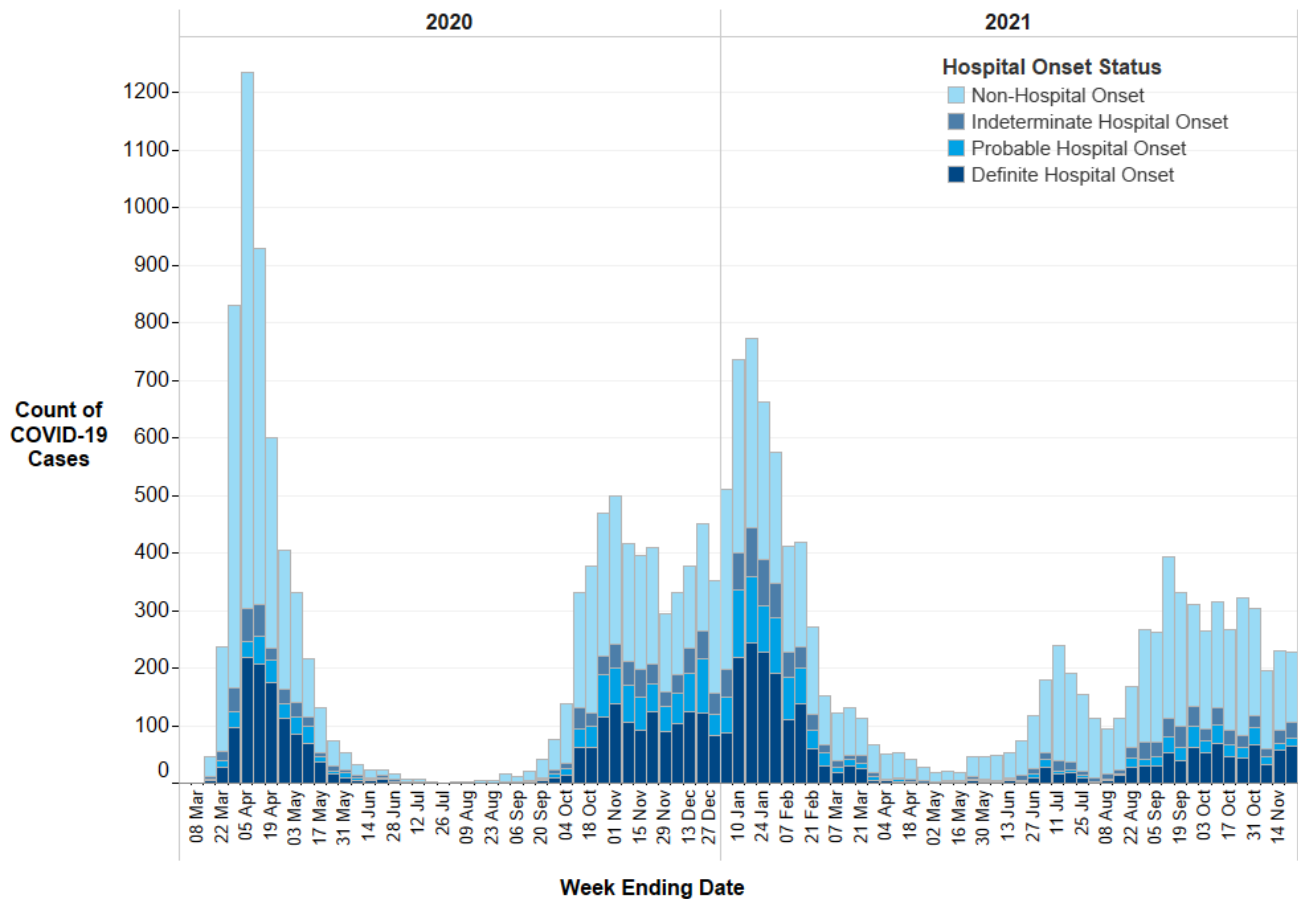 2020
2021
Hospital Onset Status
Non-Hospital Onset
Indeterminate Hospital Onset
Probable Hospital Onset
Definite Hospital Onset
1200
1100
1000
900
800
700
600
500
400
300
200
100
0
Count of
COVID-19
Cases
08 Mar
22 Mar
05 Apr
19 Apr
03 May
17 May
31 May
14 Jun
28 Jun
12 Jul
26 Jul
09 Aug
23 Aug
06 Sep
20 Sep
04 Oct
18 Oct
01 Nov
15 Nov
29 Nov
13 Dec
27 Dec
10 Jan
24 Jan
07 Feb
21 Feb
07 Mar
21 Mar
04 Apr
18 Apr
02 May
16 May
30 May
13 Jun
27 Jun
11 Jul
25 Jul
08 Aug
22 Aug
05 Sep
19 Sep
03 Oct
17 Oct
31 Oct
14 Nov
Week Ending Date